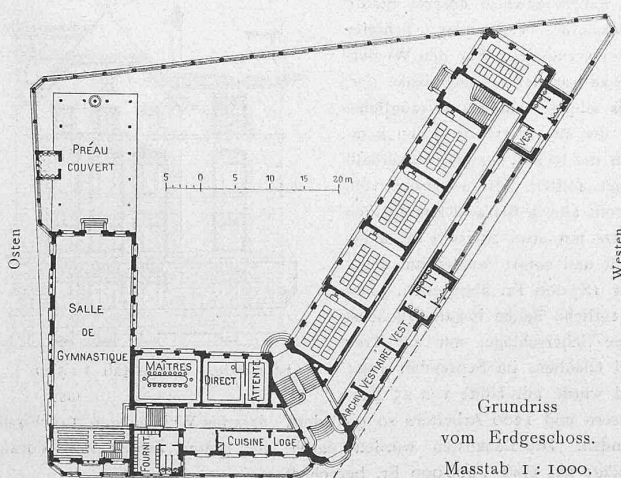 PRÉAU
COUVERT
5 0 5 10 15 20 m
Osten
Westen
SALLE
DE
GYMNASTIQUE
MAÎTRES
DIRECT.
ATTENTE
FOURNIT.
CUISINE
LOGE
ARCHIV.
VESTIAIRE
VEST.
VEST.
Grundriss
vom Erdgeschoss.
Masstab 1 : 1000.